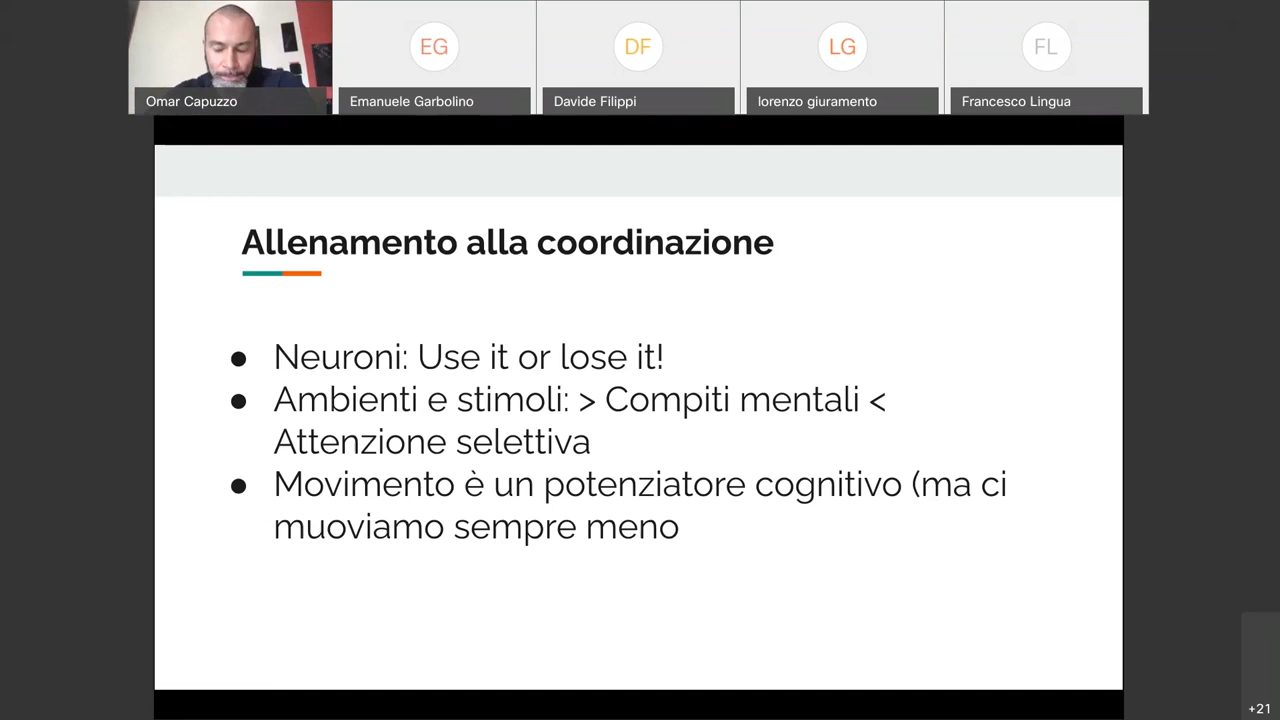 EG
DF
LG
FL
Omar Capuzzo
Emanuele Garbolino
Davide Filippi
lorenzo giuramento
Francesco Lingua
Allenamento alla coordinazione
● Neuroni: Use it or lose it!
● Ambienti e stimoli: > Compiti mentali <
Attenzione selettiva
● Movimento è un potenziatore cognitivo (ma ci
muoviamo sempre meno
+21